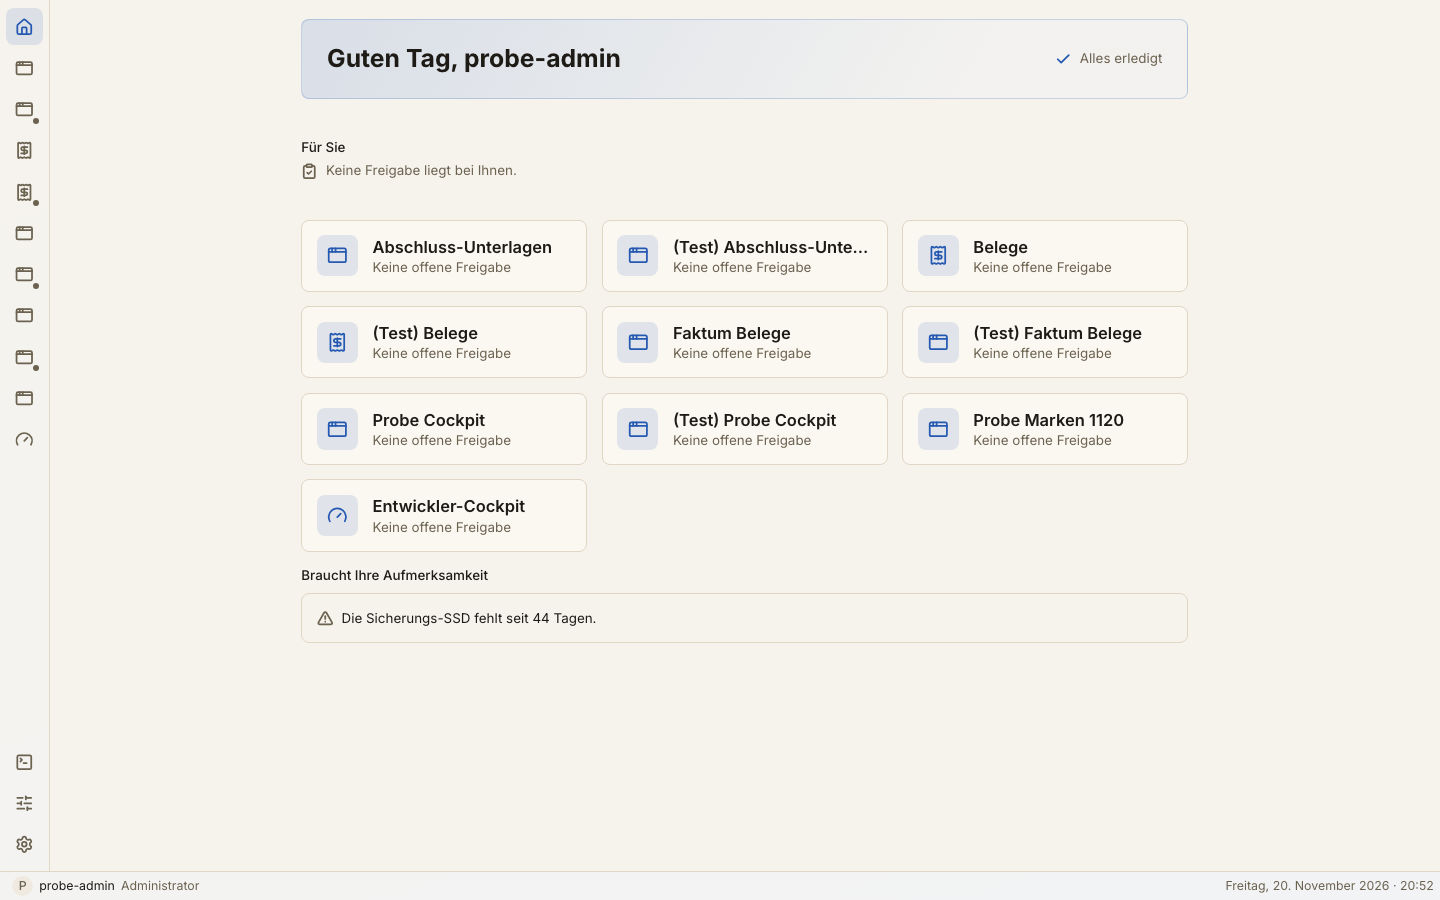 Guten Tag, probe-admin
Alles erledigt
Für Sie
Keine Freigabe liegt bei Ihnen.
Abschluss-Unterlagen
Keine offene Freigabe
(Test) Abschluss-Unte…
Keine offene Freigabe
Belege
Keine offene Freigabe
(Test) Belege
Keine offene Freigabe
Faktum Belege
Keine offene Freigabe
(Test) Faktum Belege
Keine offene Freigabe
Probe Cockpit
Keine offene Freigabe
(Test) Probe Cockpit
Keine offene Freigabe
Probe Marken 1120
Keine offene Freigabe
Entwickler-Cockpit
Keine offene Freigabe
Braucht Ihre Aufmerksamkeit
Die Sicherungs-SSD fehlt seit 44 Tagen.
P probe-admin Administrator
Freitag, 20. November 2026 · 20:52